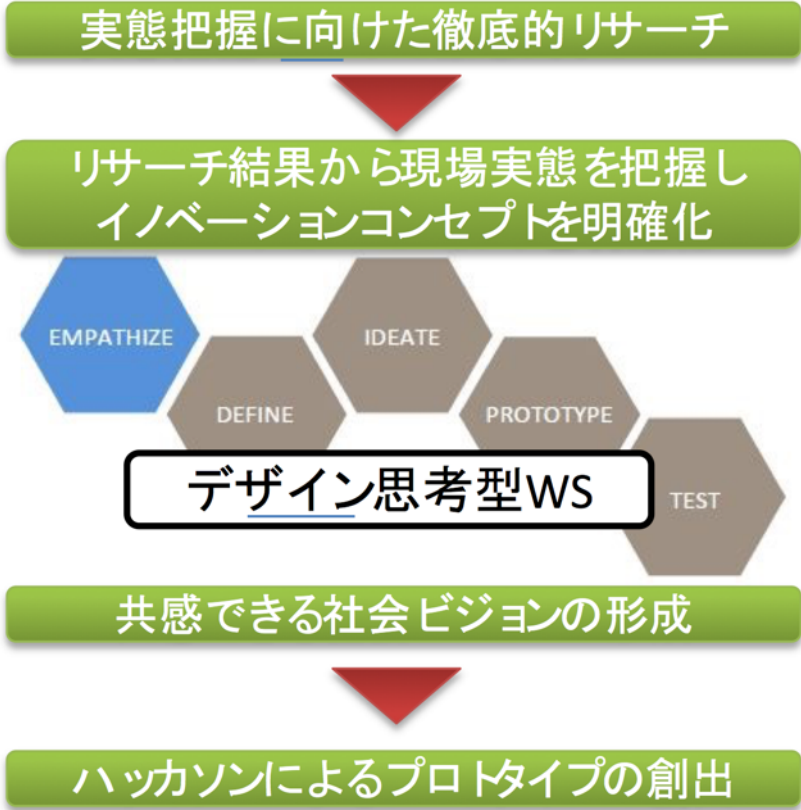 実態把握に向けた徹底的リサーチ
リサーチ結果から現場実態を把握し
イノベーションコンセプトを明確化
EMPATHIZE
IDEATE
DEFINE
PROTOTYPE
デザイン思考型WS
TEST
共感できる社会ビジョンの形成
ハッカソンによるプロトタイプの創出